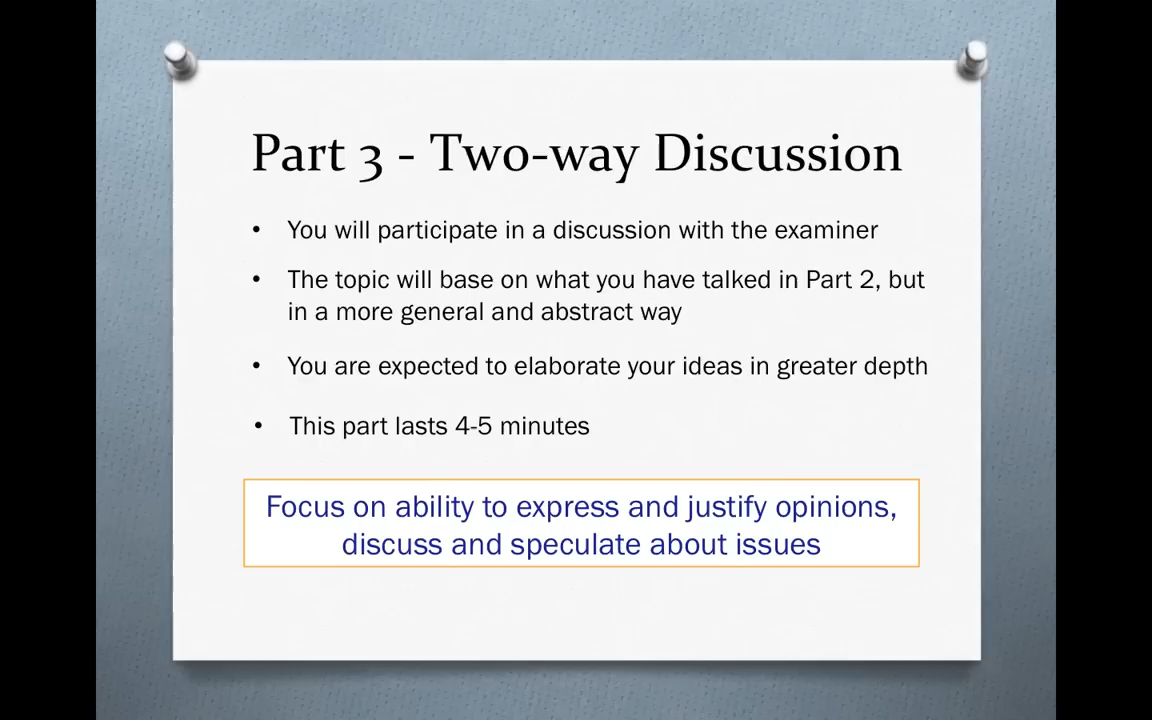 Part 3 - Two-way Discussion
• You will participate in a discussion with the examiner
• The topic will base on what you have talked in Part 2, but
in a more general and abstract way
• You are expected to elaborate your ideas in greater depth
• This part lasts 4-5 minutes
Focus on ability to express and justify opinions,
discuss and speculate about issues